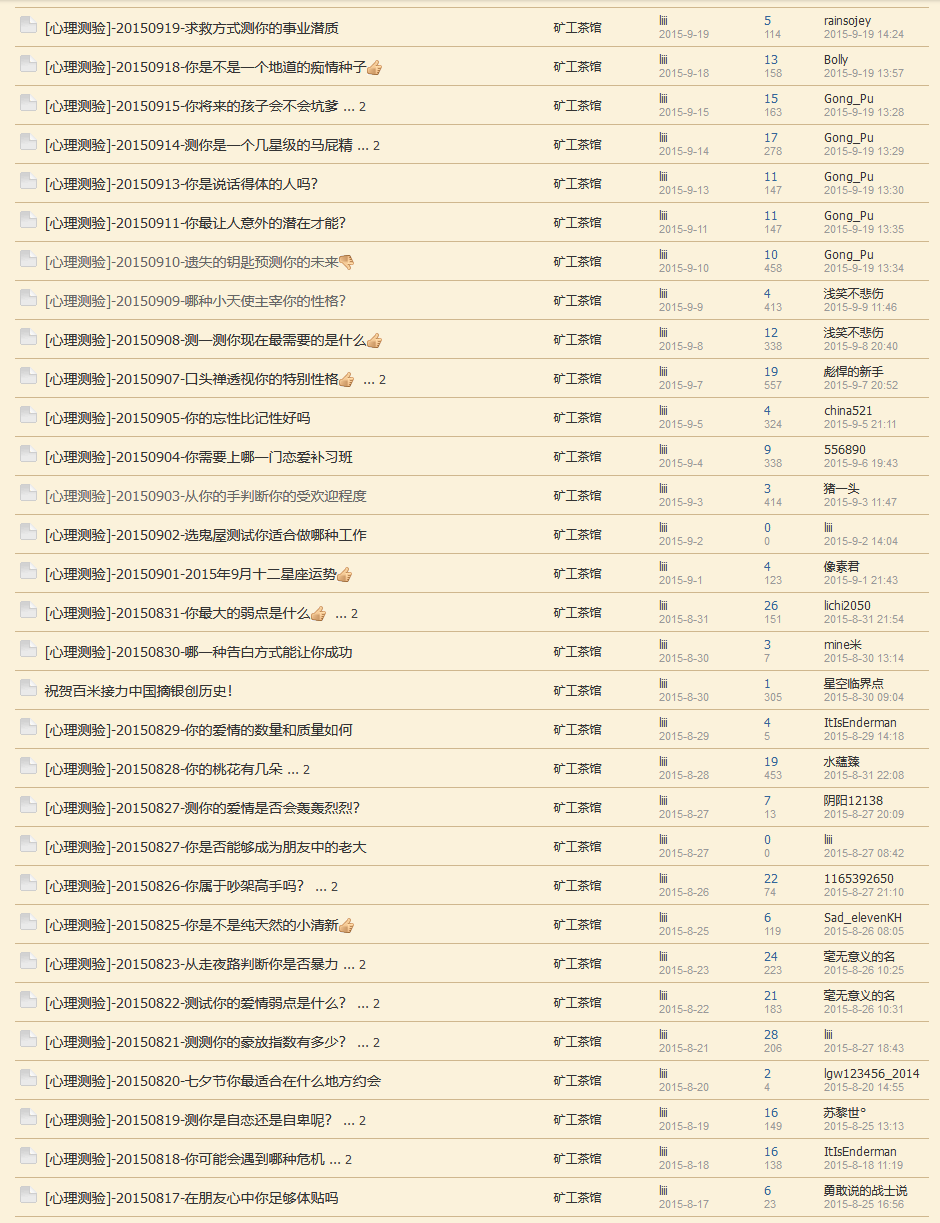 [心理测验]-20150919-求救方式测你的事业潜质 矿工茶馆 liii 5 rainsojey
2015-9-19 114 2015-9-19 14:24
[心理测验]-20150918-你是不是一个地道的痴情种子 矿工茶馆 liii 13 Bolly
2015-9-18 158 2015-9-19 13:57
[心理测验]-20150915-你将来的孩子会不会坑爹 ... 2 矿工茶馆 liii 15 Gong_Pu
2015-9-15 163 2015-9-19 13:28
[心理测验]-20150914-测你是一个几星级的马屁精 ... 2 矿工茶馆 liii 17 Gong_Pu
2015-9-14 278 2015-9-19 13:29
[心理测验]-20150913-你是说话得体的人吗? 矿工茶馆 liii 11 Gong_Pu
2015-9-13 147 2015-9-19 13:30
[心理测验]-20150911-你最让人意外的潜在才能? 矿工茶馆 liii 11 Gong_Pu
2015-9-11 147 2015-9-19 13:35
[心理测验]-20150910-遗失的钥匙预测你的未来 矿工茶馆 liii 10 Gong_Pu
2015-9-10 458 2015-9-19 13:34
[心理测验]-20150909-哪种小天使主宰你的性格? 矿工茶馆 liii 4 浅笑不悲伤
2015-9-9 413 2015-9-9 11:46
[心理测验]-20150908-测一测你现在最需要的是什么 矿工茶馆 liii 12 浅笑不悲伤
2015-9-8 338 2015-9-8 20:40
[心理测验]-20150907-口头禅透视你的特别性格 ... 2 矿工茶馆 liii 19 彪悍的新手
2015-9-7 557 2015-9-7 20:52
[心理测验]-20150905-你的忘性比记性好吗 矿工茶馆 liii 4 china521
2015-9-5 324 2015-9-5 21:11
[心理测验]-20150904-你需要上哪一门恋爱补习班 矿工茶馆 liii 9 556890
2015-9-4 338 2015-9-6 19:43
[心理测验]-20150903-从你的手判断你的受欢迎程度 矿工茶馆 liii 3 猪一头
2015-9-3 414 2015-9-3 11:47
[心理测验]-20150902-选鬼屋测试你适合做哪种工作 矿工茶馆 liii 0 liii
2015-9-2 0 2015-9-2 14:04
[心理测验]-20150901-2015年9月十二星座运势 矿工茶馆 liii 4 像素君
2015-9-1 123 2015-9-1 21:43
[心理测验]-20150831-你最大的弱点是什么 ... 2 矿工茶馆 liii 26 lichi2050
2015-8-31 151 2015-8-31 21:54
[心理测验]-20150830-哪一种告白方式能让你成功 矿工茶馆 liii 3 mine米
2015-8-30 7 2015-8-30 13:14
祝贺百米接力中国摘银创历史! 矿工茶馆 liii 1 星空临界点
2015-8-30 305 2015-8-30 09:04
[心理测验]-20150829-你的爱情的数量和质量如何 矿工茶馆 liii 4 ItIsEnderman
2015-8-29 5 2015-8-29 14:18
[心理测验]-20150828-你的桃花有几朵 ... 2 矿工茶馆 liii 19 水蕴臻
2015-8-28 453 2015-8-31 22:08
[心理测验]-20150827-测你的爱情是否会轰轰烈烈? 矿工茶馆 liii 7 阴阳12138
2015-8-27 13 2015-8-27 20:09
[心理测验]-20150827-你是否能够成为朋友中的老大 矿工茶馆 liii 0 liii
2015-8-27 0 2015-8-27 08:42
[心理测验]-20150826-你属于吵架高手吗? ... 2 矿工茶馆 liii 22 1165392650
2015-8-26 74 2015-8-27 21:10
[心理测验]-20150825-你是不是纯天然的小清新 矿工茶馆 liii 6 Sad_elevenKH
2015-8-25 119 2015-8-26 08:05
[心理测验]-20150823-从走夜路判断你是否暴力 ... 2 矿工茶馆 liii 24 毫无意义的名
2015-8-23 223 2015-8-26 10:25
[心理测验]-20150822-测试你的爱情弱点是什么? ... 2 矿工茶馆 liii 21 毫无意义的名
2015-8-22 183 2015-8-26 10:31
[心理测验]-20150821-测测你的豪放指数有多少? ... 2 矿工茶馆 liii 28 liii
2015-8-21 206 2015-8-27 18:43
[心理测验]-20150820-七夕节你最适合在什么地方约会 矿工茶馆 liii 2 lgw123456_2014
2015-8-20 4 2015-8-20 14:55
[心理测验]-20150819-测你是自恋还是自卑呢? ... 2 矿工茶馆 liii 16 苏黎世°
2015-8-19 149 2015-8-25 13:13
[心理测验]-20150818-你可能会遇到哪种危机 ... 2 矿工茶馆 liii 16 ItIsEnderman
2015-8-18 138 2015-8-18 11:19
[心理测验]-20150817-在朋友心中你足够体贴吗 矿工茶馆 liii 6 勇敢说的战士说
2015-8-17 23 2015-8-25 16:56